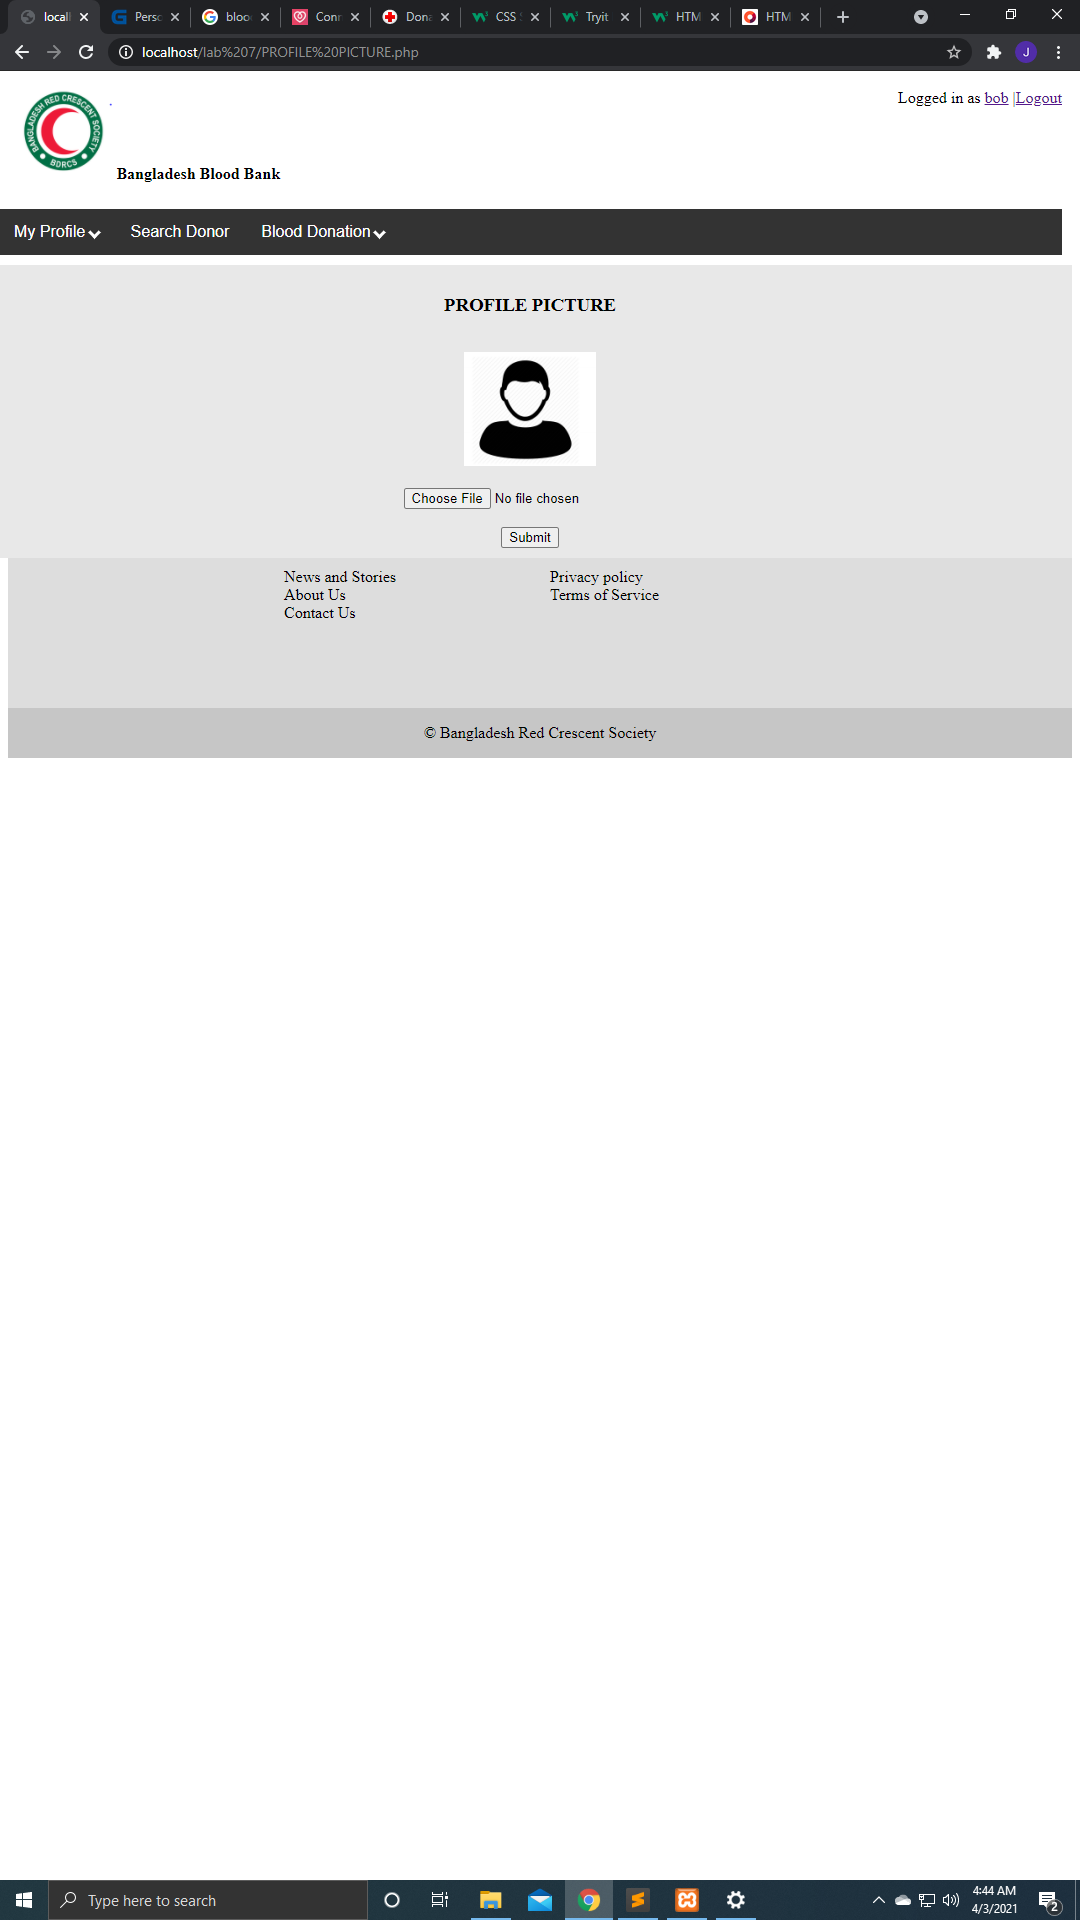 locall
Pers
bloo
Conr
Dona
CSS
Tryit
HTM
HTM
localhost/lab%207/PROFILE%20PICTURE.php
J
BANGLADESH RED CRESCENT SOCIETY
BDRCS
Bangladesh Blood Bank
Logged in as bob |Logout
My Profile Search Donor Blood Donation
PROFILE PICTURE
Choose File No file chosen
Submit
News and Stories
About Us
Contact Us
Privacy policy
Terms of Service
© Bangladesh Red Crescent Society
Type here to search
4:44 AM
4/3/2021
2